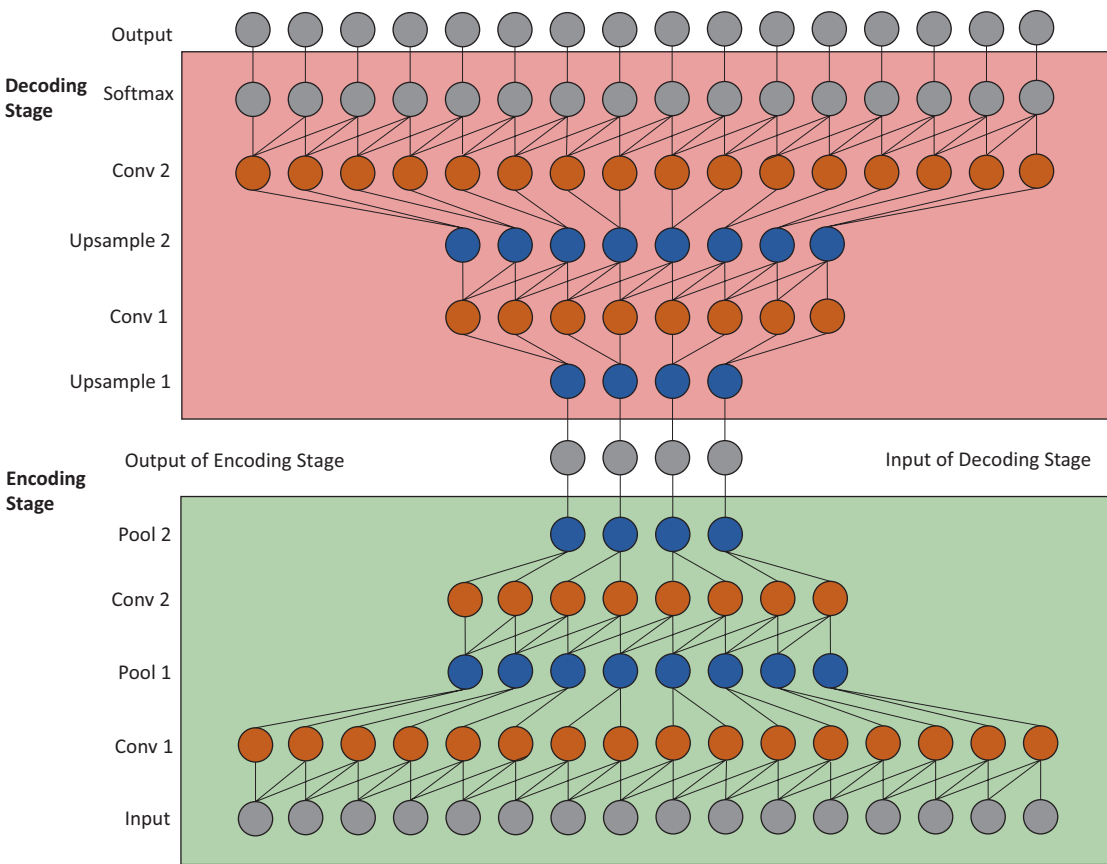 Output
Decoding
Stage
Softmax
Conv 2
Upsample 2
Conv 1
Upsample 1
Output of Encoding Stage
Input of Decoding Stage
Encoding
Stage
Pool 2
Conv 2
Pool 1
Conv 1
Input